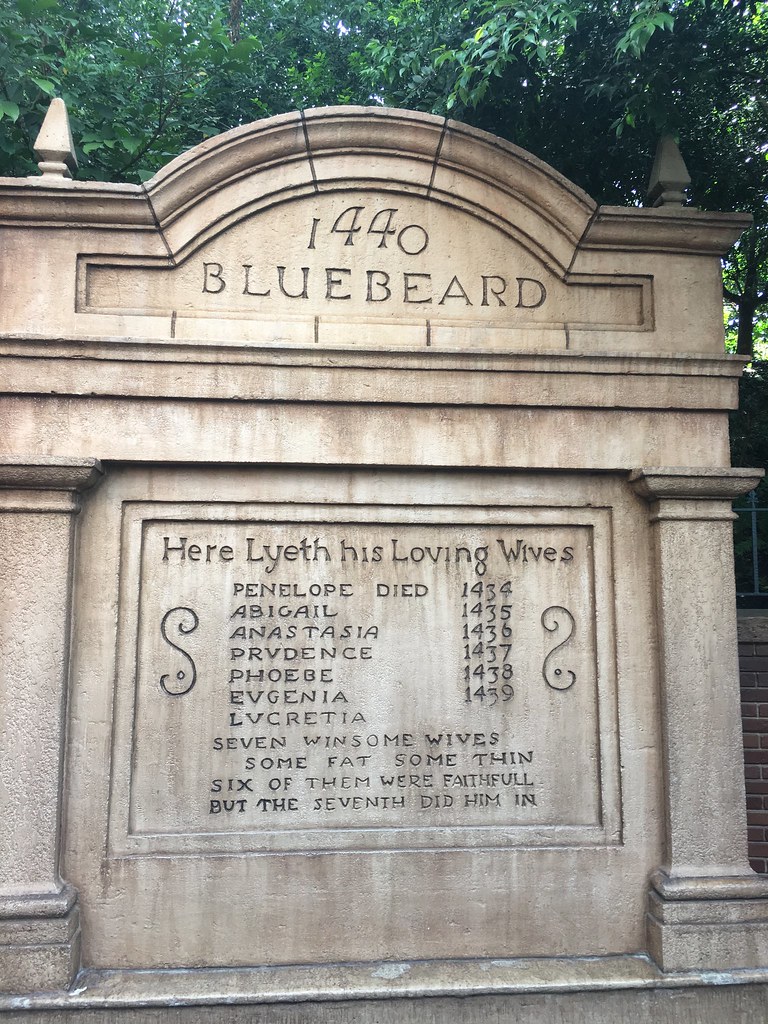 1440
BLUEBEARD
Here Lyeth his Loving Wives
PENELOPE DIED 1434
ABIGAIL 1435
ANASTASIA 1436
PRVDENCE 1437
PHOEBE 1438
EVGENIA 1439
LVCRETIA
SEVEN WINSOME WIVES
SOME FAT SOME THIN
SIX OF THEM WERE FAITHFULL
BUT THE SEVENTH DID HIM IN